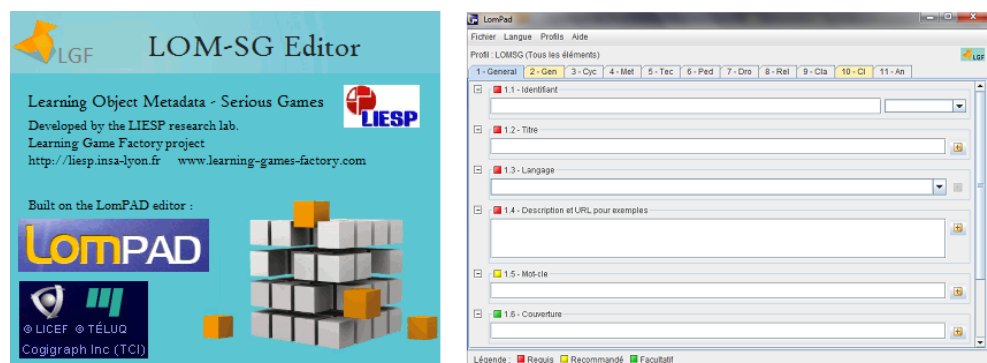 LGF
LOM-SG Editor
Learning Object Metadata - Serious Games
LIESP
Developed by the LIESP research lab.
Learning Game Factory project
http://liesp.insa-lyon.fr www.learning-games-factory.com
Built on the LomPAD editor :
LOMPAD
© LICEF © TÉLUQ
Cogigraph Inc (TCI)
LomPad
Fichier Langue Profils Aide
Profil : LOMSG (Tous les éléments)
LGF
1 - General 2 - Gen 3 - Cyc 4 - Met 5 - Tec 6 - Ped 7 - Dro 8 - Rel 9 - Cla 10 - Cl 11 - An
1.1 - Identifiant
1.2 - Titre
1.3 - Langage
1.4 - Description et URL pour exemples
1.5 - Mot-cle
1.6 - Couverture
Légende : Requis Recommandé Facultatif